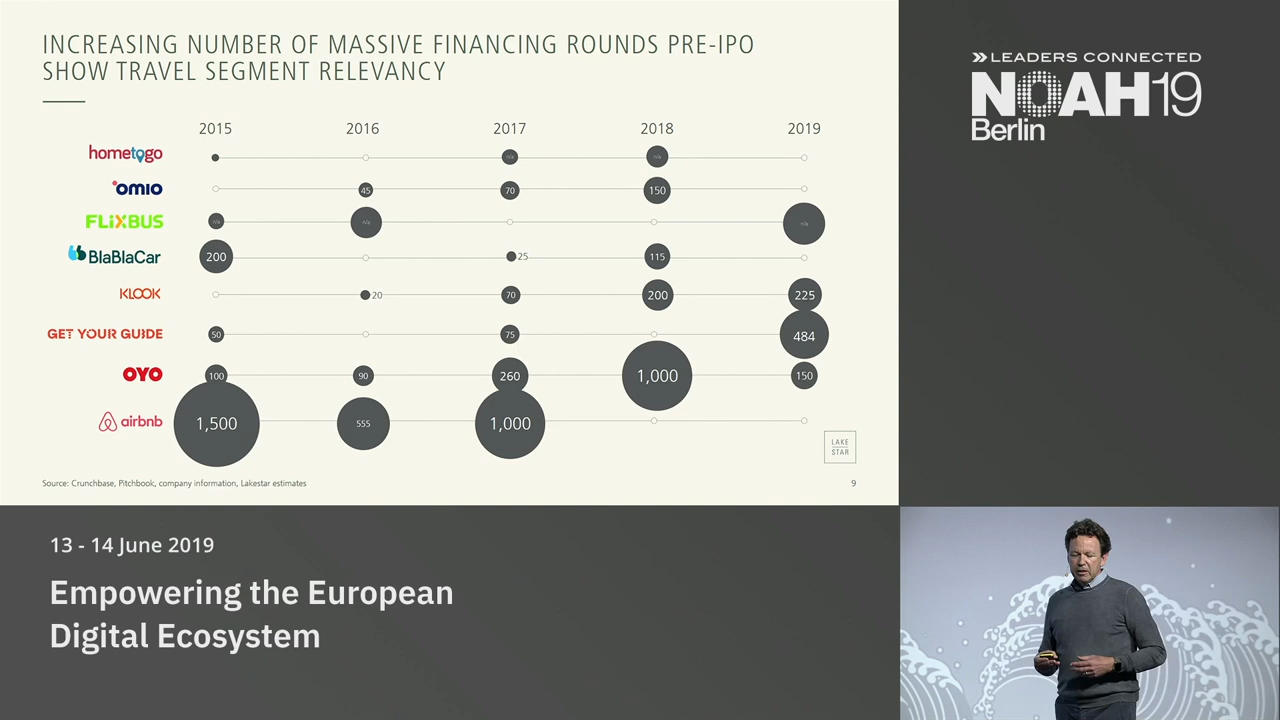 INCREASING NUMBER OF MASSIVE FINANCING ROUNDS PRE-IPO
SHOW TRAVEL SEGMENT RELEVANCY
2015 2016 2017 2018 2019
hometogo n/a n/a
omio 45 70 150
FLiXBUS n/a n/a n/a
BlaBlaCar 200 25 115
KLOOK 20 70 200 225
GET YOUR GUIDE 50 75 484
OYO 100 90 260 1,000 150
airbnb 1,500 555 1,000
LAKE
STAR
Source: Crunchbase, Pitchbook, company information, Lakestar estimates
9
LEADERS CONNECTED
NOAH19
Berlin
13 - 14 June 2019
Empowering the European
Digital Ecosystem